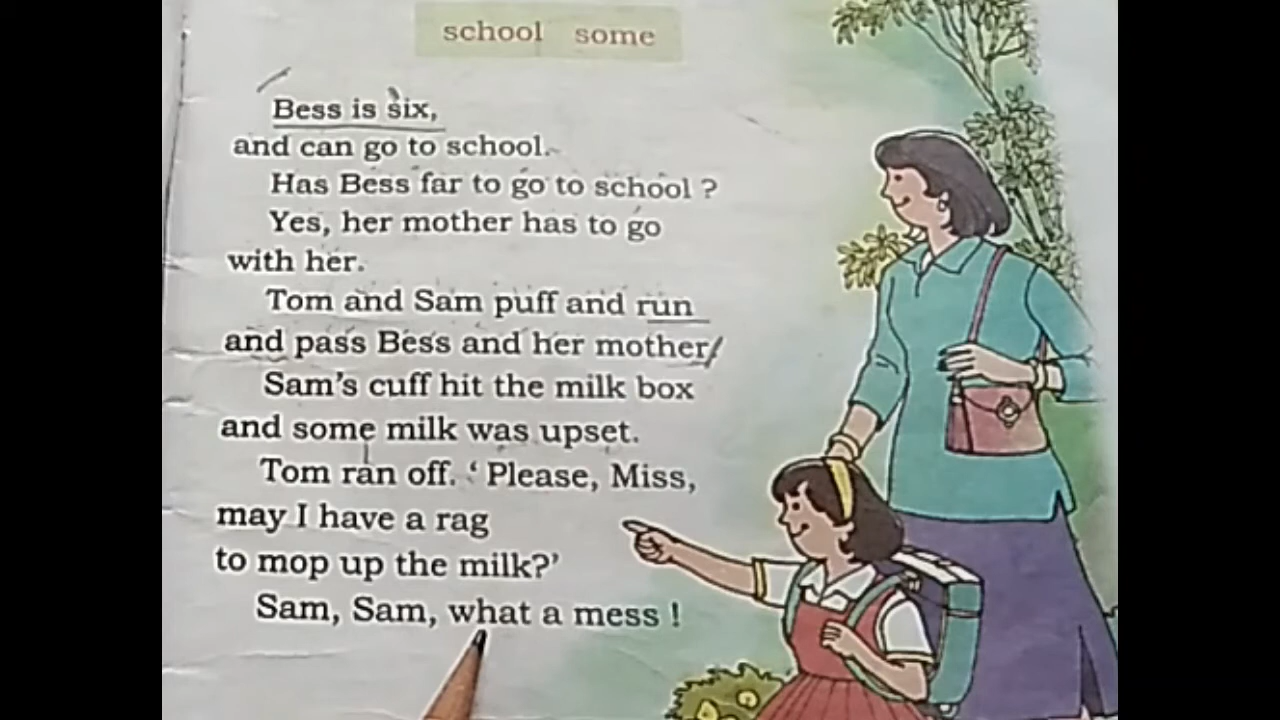 school some
Bess is six,
and can go to school.
Has Bess far to go to school ?
Yes, her mother has to go
with her.
Tom and Sam puff and run
and pass Bess and her mother
Sam's cuff hit the milk box
and some milk was upset.
Tom ran off. ‘ Please, Miss,
may I have a rag
to mop up the milk?’
Sam, Sam, what a mess !